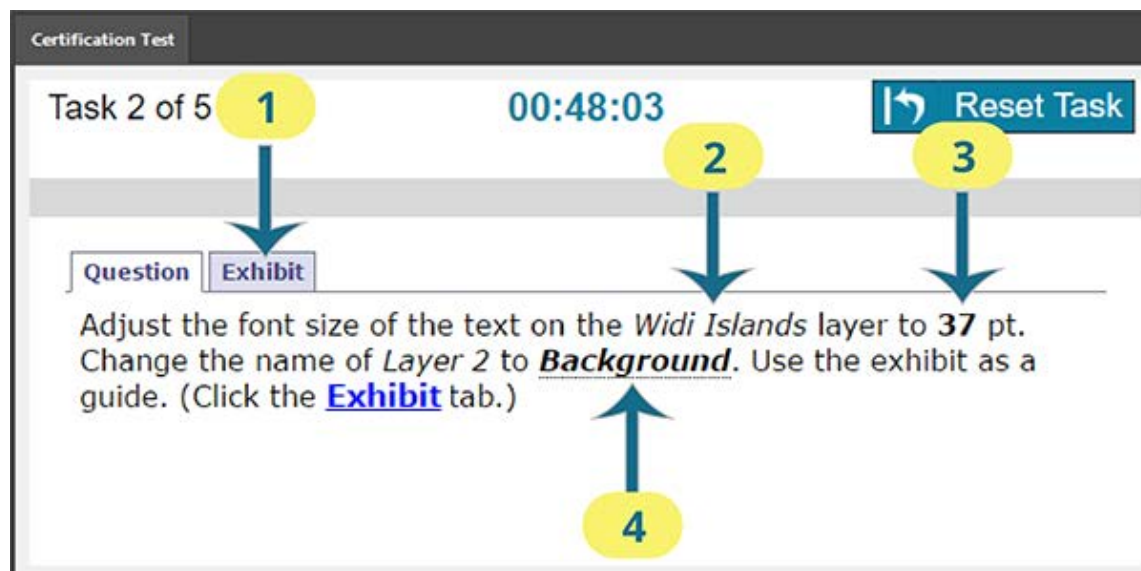 Certification Test
Task 2 of 5
1
00:48:03
Reset Task
2
3
Question
Exhibit
Adjust the font size of the text on the Widi Islands layer to 37 pt.
Change the name of Layer 2 to Background. Use the exhibit as a
guide. (Click the Exhibit tab.)
4